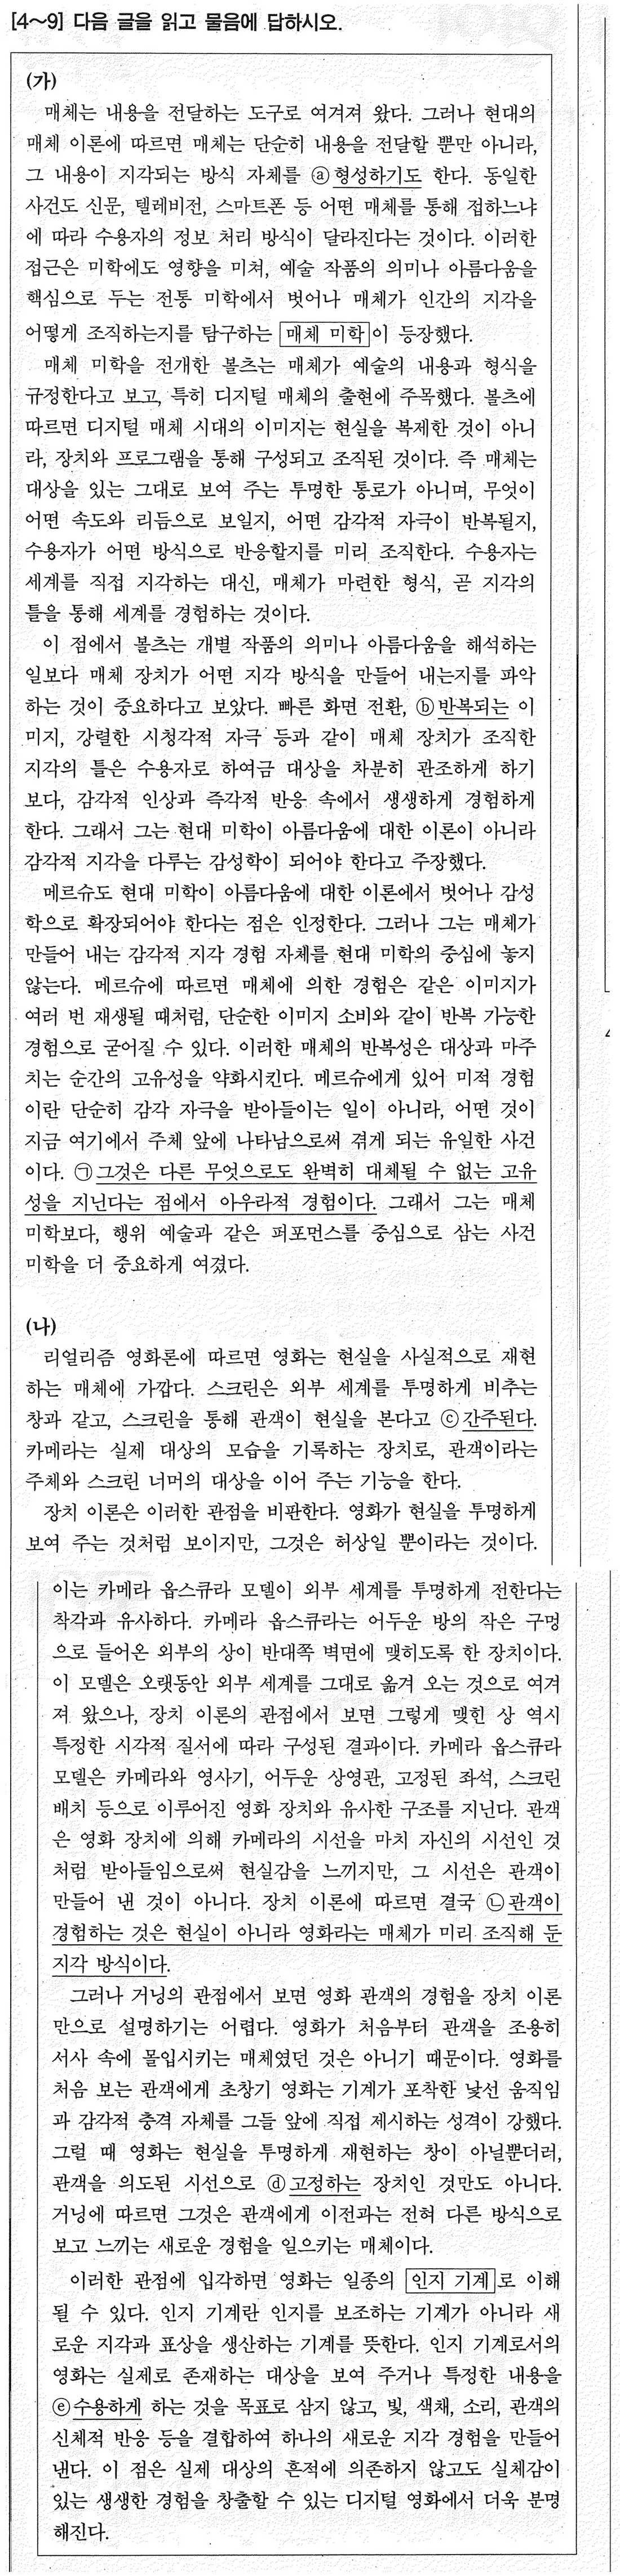 [4~9] 다음 글을 읽고 물음에 답하시오.
(가)
매체는 내용을 전달하는 도구로 여겨져 왔다. 그러나 현대의
매체 이론에 따르면 매체는 단순히 내용을 전달할 뿐만 아니라,
그 내용이 지각되는 방식 자체를 ⓐ형성하기도 한다. 동일한
사건도 신문, 텔레비전, 스마트폰 등 어떤 매체를 통해 접하느냐
에 따라 수용자의 정보 처리 방식이 달라진다는 것이다. 이러한
접근은 미학에도 영향을 미쳐, 예술 작품의 의미나 아름다움을
핵심으로 두는 전통 미학에서 벗어나 매체가 인간의 지각을
어떻게 조직하는지를 탐구하는 매체 미학이 등장했다.
매체 미학을 전개한 볼츠는 매체가 예술의 내용과 형식을
규정한다고 보고, 특히 디지털 매체의 출현에 주목했다. 볼츠에
따르면 디지털 매체 시대의 이미지는 현실을 복제한 것이 아니
라, 장치와 프로그램을 통해 구성되고 조직된 것이다. 즉 매체는
대상을 있는 그대로 보여 주는 투명한 통로가 아니며, 무엇이
어떤 속도와 리듬으로 보일지, 어떤 감각적 자극이 반복될지,
수용자가 어떤 방식으로 반응할지를 미리 조직한다. 수용자는
세계를 직접 지각하는 대신, 매체가 마련한 형식, 곧 지각의
틀을 통해 세계를 경험하는 것이다.
이 점에서 볼츠는 개별 작품의 의미나 아름다움을 해석하는
일보다 매체 장치가 어떤 지각 방식을 만들어 내는지를 파악
하는 것이 중요하다고 보았다. 빠른 화면 전환, ⓑ반복되는 이
미지, 강렬한 시청각적 자극 등과 같이 매체 장치가 조직한
지각의 틀은 수용자로 하여금 대상을 차분히 관조하게 하기
보다, 감각적 인상과 즉각적 반응 속에서 생생하게 경험하게
한다. 그래서 그는 현대 미학이 아름다움에 대한 이론이 아니라
감각적 지각을 다루는 감성학이 되어야 한다고 주장했다.
메르슈도 현대 미학이 아름다움에 대한 이론에서 벗어나 감성
학으로 확장되어야 한다는 점은 인정한다. 그러나 그는 매체가
만들어 내는 감각적 지각 경험 자체를 현대 미학의 중심에 놓지
않는다. 메르슈에 따르면 매체에 의한 경험은 같은 이미지가
여러 번 재생될 때처럼, 단순한 이미지 소비와 같이 반복 가능한
경험으로 굳어질 수 있다. 이러한 매체의 반복성은 대상과 마주
치는 순간의 고유성을 약화시킨다. 메르슈에게 있어 미적 경험
이란 단순히 감각 자극을 받아들이는 일이 아니라, 어떤 것이
지금 여기에서 주체 앞에 나타남으로써 겪게 되는 유일한 사건
이다. ㉠그것은 다른 무엇으로도 완벽히 대체될 수 없는 고유
성을 지닌다는 점에서 아우라적 경험이다. 그래서 그는 매체
미학보다, 행위 예술과 같은 퍼포먼스를 중심으로 삼는 사건
미학을 더 중요하게 여겼다.
(나)
리얼리즘 영화론에 따르면 영화는 현실을 사실적으로 재현
하는 매체에 가깝다. 스크린은 외부 세계를 투명하게 비추는
창과 같고, 스크린을 통해 관객이 현실을 본다고 ⓒ간주된다.
카메라는 실제 대상의 모습을 기록하는 장치로, 관객이라는
주체와 스크린 너머의 대상을 이어 주는 기능을 한다.
장치 이론은 이러한 관점을 비판한다. 영화가 현실을 투명하게
보여 주는 것처럼 보이지만, 그것은 허상일 뿐이라는 것이다.
이는 카메라 옵스큐라 모델이 외부 세계를 투명하게 전한다는
착각과 유사하다. 카메라 옵스큐라는 어두운 방의 작은 구멍
으로 들어온 외부의 상이 반대쪽 벽면에 맺히도록 한 장치이다.
이 모델은 오랫동안 외부 세계를 그대로 옮겨 오는 것으로 여겨
져 왔으나, 장치 이론의 관점에서 보면 그렇게 맺힌 상 역시
특정한 시각적 질서에 따라 구성된 결과이다. 카메라 옵스큐라
모델은 카메라와 영사기, 어두운 상영관, 고정된 좌석, 스크린
배치 등으로 이루어진 영화 장치와 유사한 구조를 지닌다. 관객
은 영화 장치에 의해 카메라의 시선을 마치 자신의 시선인 것
처럼 받아들임으로써 현실감을 느끼지만, 그 시선은 관객이
만들어 낸 것이 아니다. 장치 이론에 따르면 결국 ㉡관객이
경험하는 것은 현실이 아니라 영화라는 매체가 미리 조직해 둔
지각 방식이다.
그러나 거닝의 관점에서 보면 영화 관객의 경험을 장치 이론
만으로 설명하기는 어렵다. 영화가 처음부터 관객을 조용히
서사 속에 몰입시키는 매체였던 것은 아니기 때문이다. 영화를
처음 보는 관객에게 초창기 영화는 기계가 포착한 낯선 움직임
과 감각적 충격 자체를 그들 앞에 직접 제시하는 성격이 강했다.
그럴 때 영화는 현실을 투명하게 재현하는 창이 아닐뿐더러,
관객을 의도된 시선으로 ⓓ고정하는 장치인 것만도 아니다.
거닝에 따르면 그것은 관객에게 이전과는 전혀 다른 방식으로
보고 느끼는 새로운 경험을 일으키는 매체이다.
이러한 관점에 입각하면 영화는 일종의 인지 기계로 이해
될 수 있다. 인지 기계란 인지를 보조하는 기계가 아니라 새
로운 지각과 표상을 생산하는 기계를 뜻한다. 인지 기계로서의
영화는 실제로 존재하는 대상을 보여 주거나 특정한 내용을
ⓔ수용하게 하는 것을 목표로 삼지 않고, 빛, 색채, 소리, 관객의
신체적 반응 등을 결합하여 하나의 새로운 지각 경험을 만들어
낸다. 이 점은 실제 대상의 흔적에 의존하지 않고도 실체감이
있는 생생한 경험을 창출할 수 있는 디지털 영화에서 더욱 분명
해진다.